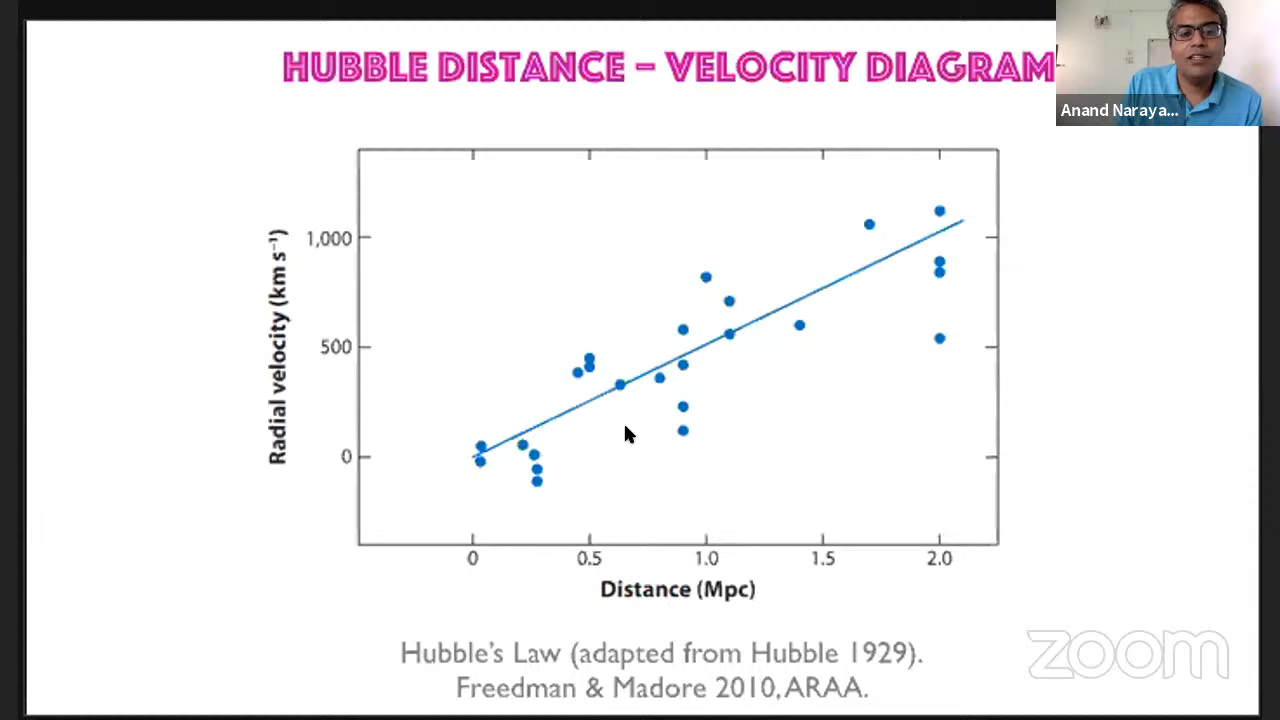 HUBBLE DISTANCE – VELOCITY DIAGRAM
Anand Naraya...
Radial velocity (km s⁻¹)
1,000
500
0
0 0.5 1.0 1.5 2.0
Distance (Mpc)
Hubble's Law (adapted from Hubble 1929).
Freedman & Madore 2010, ARAA.
zoom